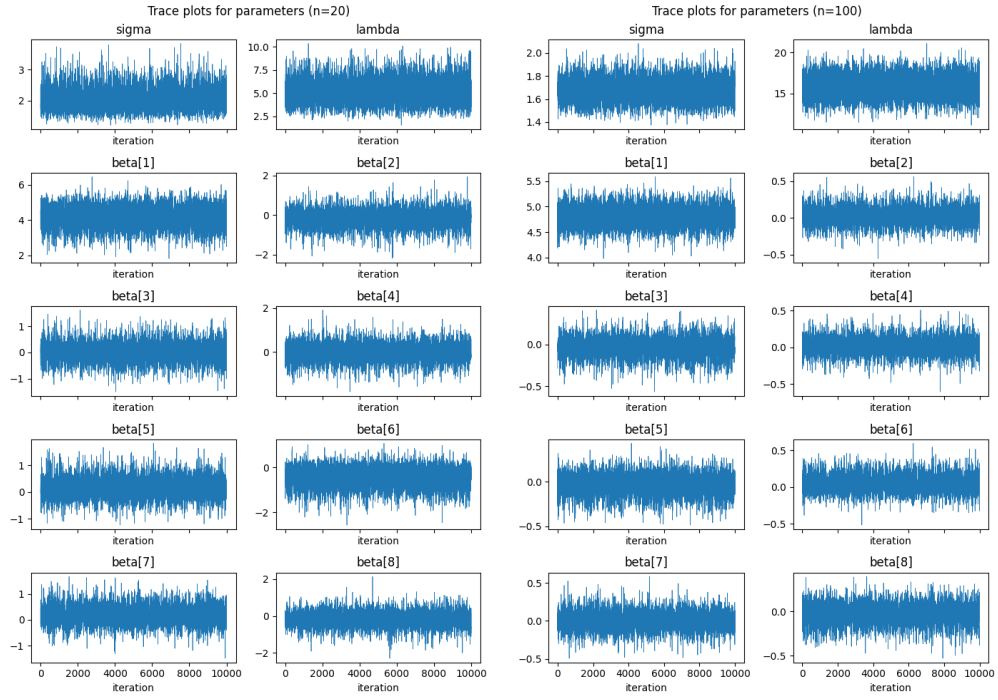 Trace plots for parameters (n=20)
sigma
3
2
iteration
lambda
10.0
7.5
5.0
2.5
iteration
beta[1]
6
4
2
iteration
beta[2]
2
0
−2
iteration
beta[3]
1
0
−1
iteration
beta[4]
2
0
iteration
beta[5]
1
0
−1
iteration
beta[6]
0
−2
iteration
beta[7]
1
0
−1
0 2000 4000 6000 8000 10000
iteration
beta[8]
2
0
−2
0 2000 4000 6000 8000 10000
iteration
Trace plots for parameters (n=100)
sigma
2.0
1.8
1.6
1.4
iteration
lambda
20
15
iteration
beta[1]
5.5
5.0
4.5
4.0
iteration
beta[2]
0.5
0.0
−0.5
iteration
beta[3]
0.0
−0.5
iteration
beta[4]
0.5
0.0
−0.5
iteration
beta[5]
0.0
−0.5
iteration
beta[6]
0.5
0.0
−0.5
iteration
beta[7]
0.5
0.0
−0.5
0 2000 4000 6000 8000 10000
iteration
beta[8]
0.0
−0.5
0 2000 4000 6000 8000 10000
iteration